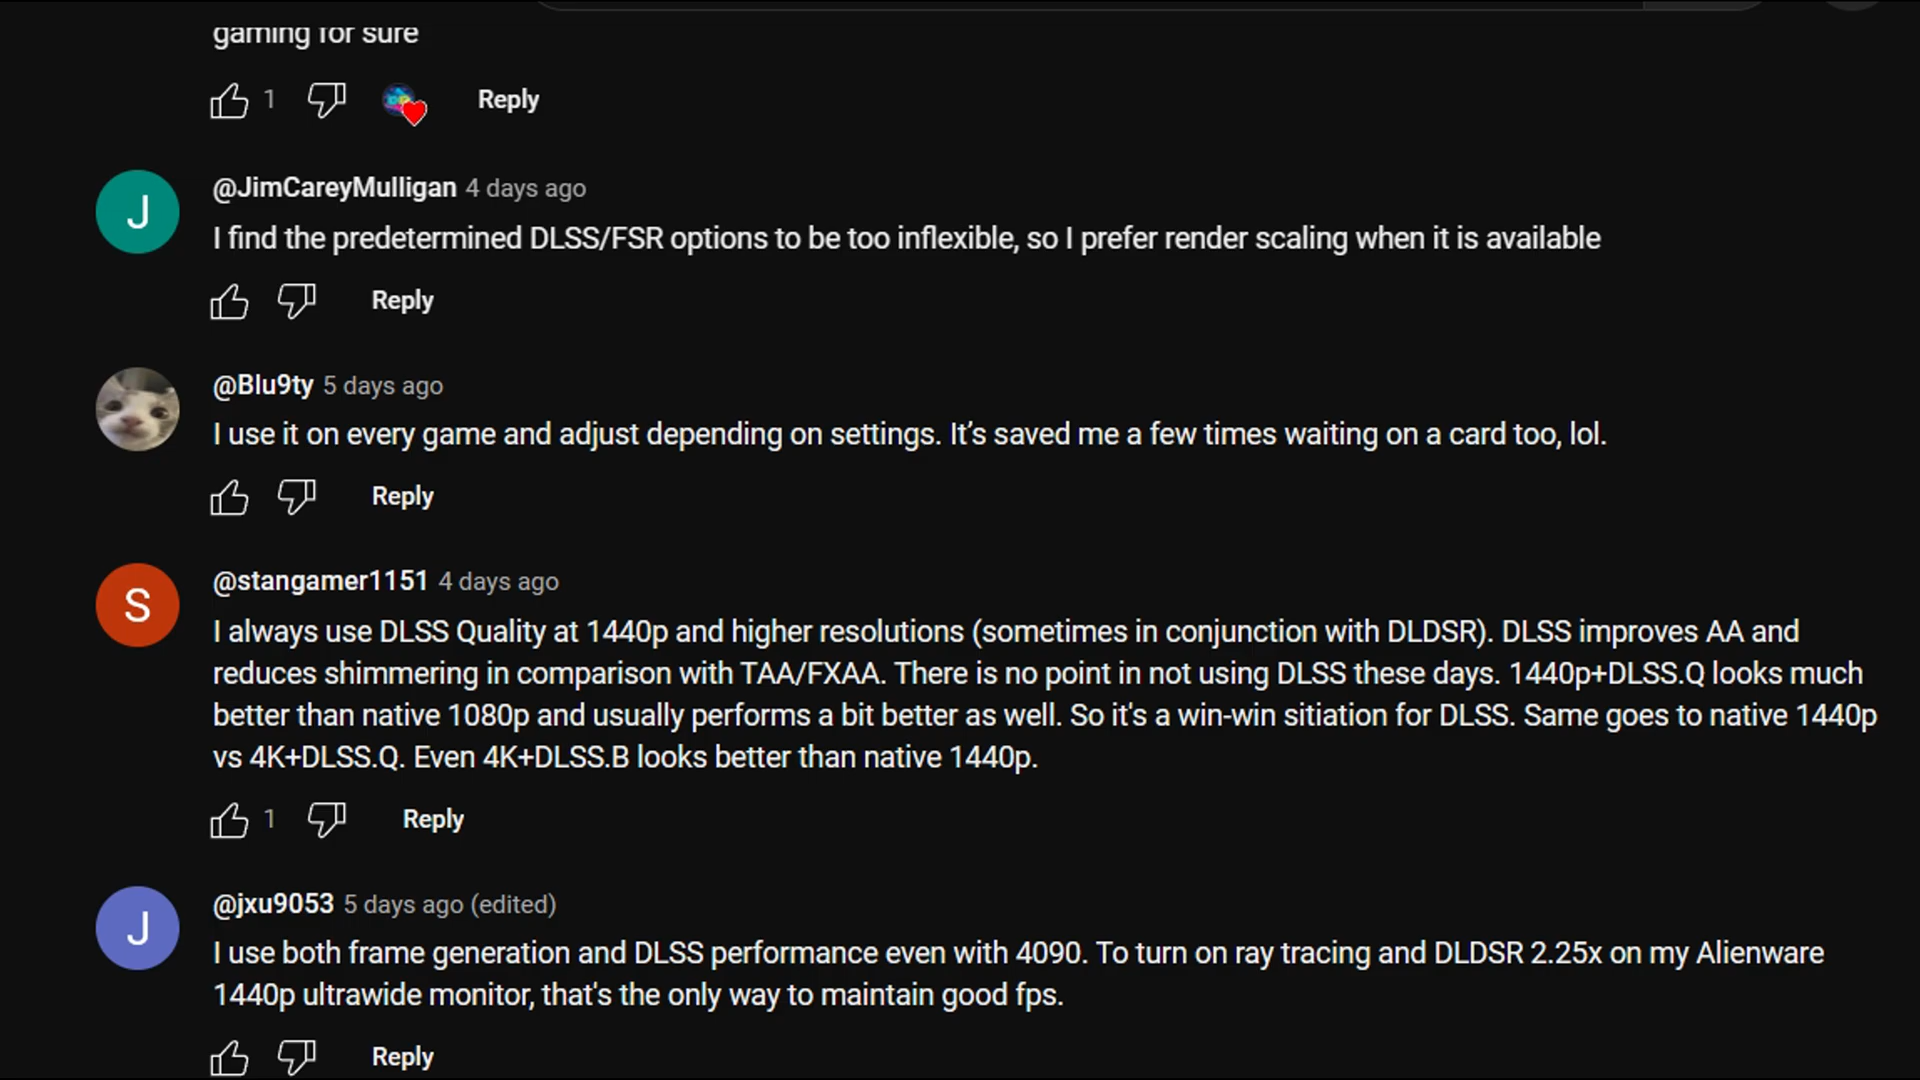 gaming for sure
1
Reply
J
@JimCareyMulligan 4 days ago
I find the predetermined DLSS/FSR options to be too inflexible, so I prefer render scaling when it is available
Reply
@Blu9ty 5 days ago
I use it on every game and adjust depending on settings. It’s saved me a few times waiting on a card too, lol.
Reply
S
@stangamer1151 4 days ago
I always use DLSS Quality at 1440p and higher resolutions (sometimes in conjunction with DLDSR). DLSS improves AA and
reduces shimmering in comparison with TAA/FXAA. There is no point in not using DLSS these days. 1440p+DLSS.Q looks much
better than native 1080p and usually performs a bit better as well. So it's a win-win sitiation for DLSS. Same goes to native 1440p
vs 4K+DLSS.Q. Even 4K+DLSS.B looks better than native 1440p.
1
Reply
J
@jxu9053 5 days ago (edited)
I use both frame generation and DLSS performance even with 4090. To turn on ray tracing and DLDSR 2.25x on my Alienware
1440p ultrawide monitor, that's the only way to maintain good fps.
Reply